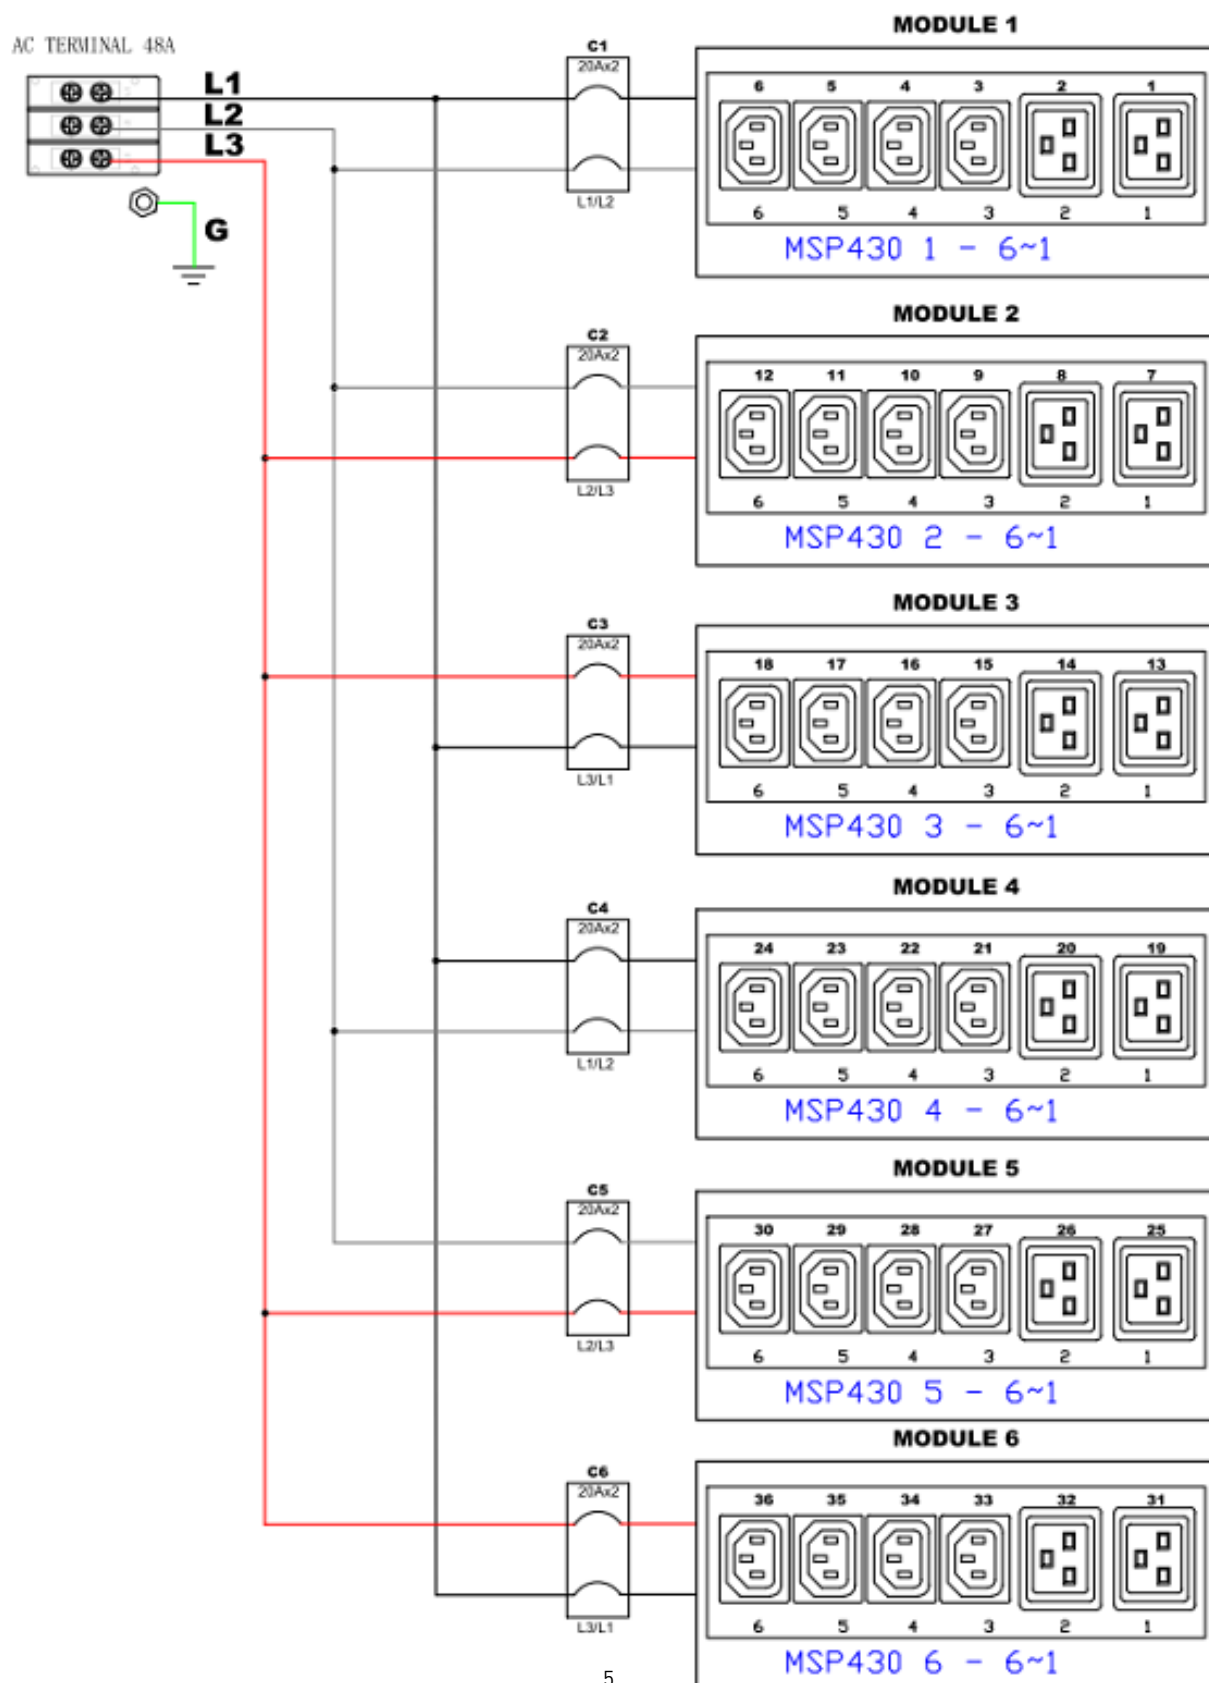 AC TERMINAL 48A
L1
L2
L3
G
C1
20Ax2
L1/L2
MODULE 1
6 5 4 3 2 1
6 5 4 3 2 1
MSP430 1 - 6~1
C2
20Ax2
L2/L3
MODULE 2
12 11 10 9 8 7
6 5 4 3 2 1
MSP430 2 - 6~1
C3
20Ax2
L3/L1
MODULE 3
18 17 16 15 14 13
6 5 4 3 2 1
MSP430 3 - 6~1
C4
20Ax2
L1/L2
MODULE 4
24 23 22 21 20 19
6 5 4 3 2 1
MSP430 4 - 6~1
C5
20Ax2
L2/L3
MODULE 5
30 29 28 27 26 25
6 5 4 3 2 1
MSP430 5 - 6~1
C6
20Ax2
L3/L1
MODULE 6
36 35 34 33 32 31
6 5 4 3 2 1
MSP430 6 - 6~1
5